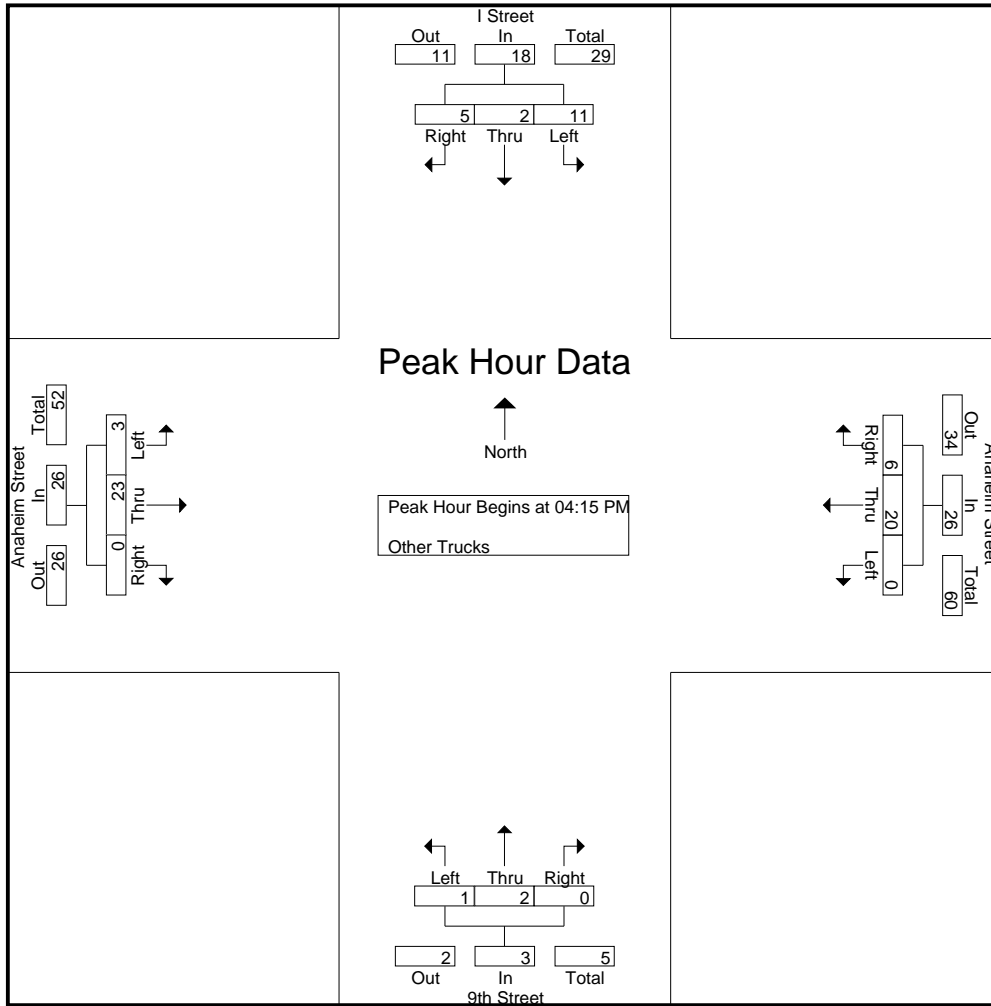 I Street
Out In Total
11 18 29
5 2 11
Right Thru Left
Peak Hour Data
North
Peak Hour Begins at 04:15 PM
Other Trucks
Anaheim Street
Total In Out
52 26 26
3 23 0
Left Thru Right
Anaheim Street
Out In Total
34 26 60
6 20 0
Right Thru Left
Left Thru Right
1 2 0
2 3 5
Out In Total
9th Street